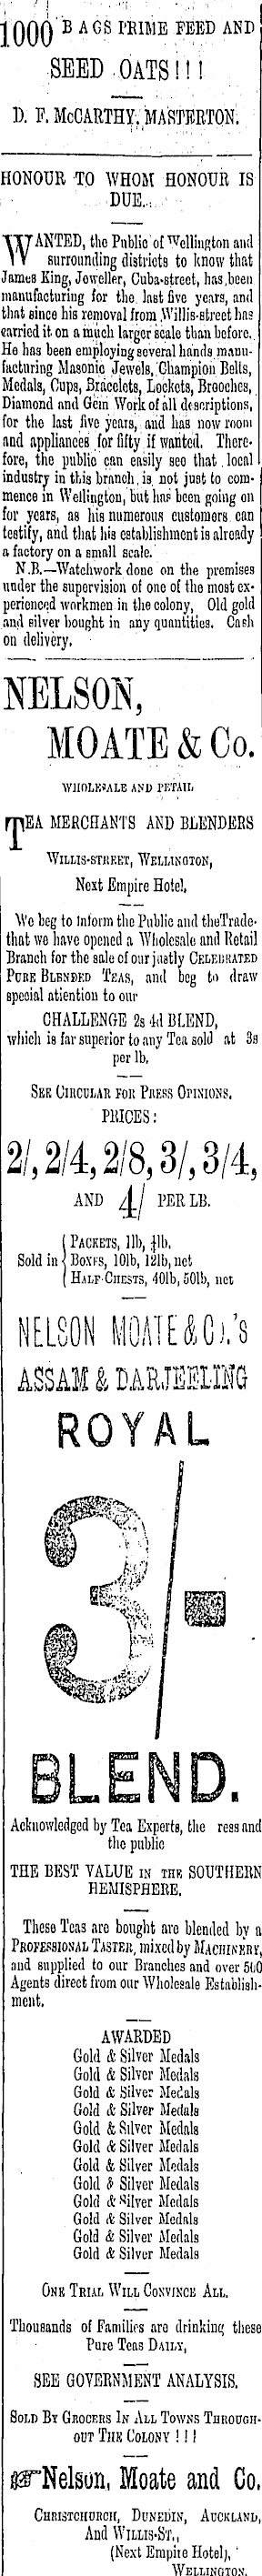 1000 BAGS PRIME FEED AND
SEED OATS!!!
D. F. McCARTHY, MASTERTON.
HONOUR TO WHOM HONOUR IS
DUE.
WANTED, the Public of Wellington and
surrounding districts to know that
James King, Jeweller, Cuba-street, has been
manufacturing for the last five years, and
that since his removal from Willis-street has
carried it on a much larger scale than before.
He has been employing several hands manu-
facturing Masonic Jewels, Champion Belts,
Medals, Cups, Bracelets, Lockets, Brooches,
Diamond and Gem Work of all descriptions,
for the last five years, and has now room
and appliances for fifty if wanted. There-
fore, the public can easily see that local
industry in this branch, is not just to com-
mence in Wellington, but has been going on
for years, as his numerous customers can
testify, and that his establishment is already
a factory on a small scale.
N.B.—Watchwork done on the premises
under the supervision of one of the most ex-
perienced workmen in the colony, Old gold
and silver bought in any quantities. Cash
on delivery.
NELSON,
MOATE & Co.
WHOLESALE AND RETAIL
TEA MERCHANTS AND BLENDERS
WILLIS-STREET, WELLINGTON,
Next Empire Hotel.
We beg to inform the Public and theTrade
that we have opened a Wholesale and Retail
Branch for the sale of our justly CELEBRATED
PURE BLENDED TEAS, and beg to draw
special atiention to our
CHALLENGE 2s 4d BLEND,
which is far superior to any Tea sold at 3s
per lb.
SEE CIRCULAR FOR PRESS OPINIONS.
PRICES:
2/, 2/4, 2/8, 3/, 3/4,
AND 4/ PER LB.
PACKETS, 1lb, ½lb.
Sold in BOXES, 10lb, 12lb, net
HALF-CHESTS, 40lb, 50lb, net
NELSON MOATE & Co.'s
ASSAM & DARJEELING
ROYAL
3/-
BLEND.
Acknowledged by Tea Experts, the ress and
the public
THE BEST VALUE IN THE SOUTHERN
HEMISPHERE.
These Teas are bought are blended by a
PROFESSIONAL TASTER, mixed by MACHINERY,
and supplied to our Branches and over 500
Agents direct from our Wholesale Establish-
ment.
AWARDED
Gold & Silver Medals
Gold & Silver Medals
Gold & Silver Medals
Gold & Silver Medals
Gold & Silver Medals
Gold & Silver Medals
Gold & Silver Medals
Gold & Silver Medals
Gold & Silver Medals
Gold & Silver Medals
Gold & Silver Medals
Gold & Silver Medals
ONE TRIAL WILL CONVINCE ALL.
Thousands of Families are drinking these
Pure Teas DAILY,
SEE GOVERNMENT ANALYSIS.
SOLD BY GROCERS IN ALL TOWNS THROUGH-
OUT THE COLONY!!!
☞Nelson, Moate and Co.
CHRISTCHURCH, DUNEDIN, AUCKLAND,
And WILLIS-ST.,
(Next Empire Hotel),
WELLINGTON.